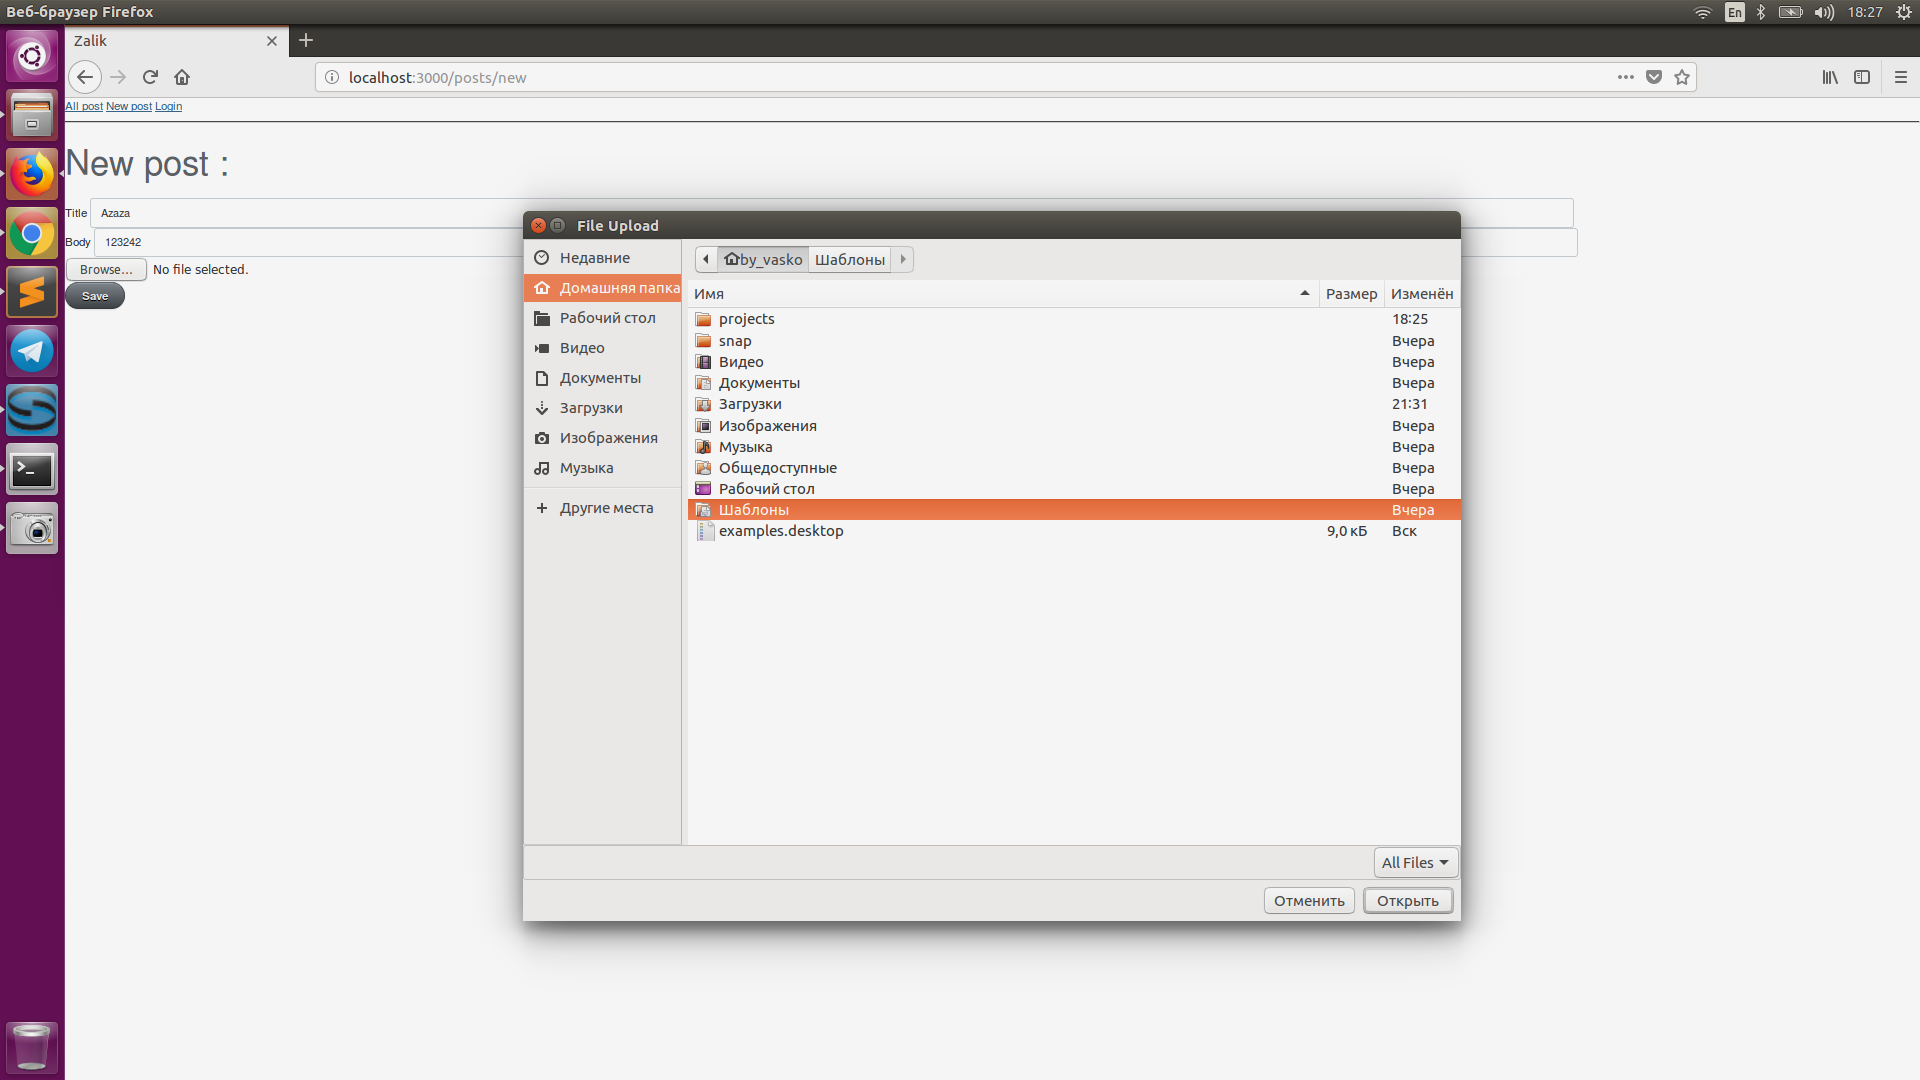 Веб-браузер Firefox
En
18:27
Zalik
localhost:3000/posts/new
All post New post Login
New post :
Title Azaza
Body 123242
Browse... No file selected.
Save
File Upload
Недавние
Домашняя папка
Рабочий стол
Видео
Документы
Загрузки
Изображения
Музыка
Другие места
by_vasko Шаблоны
Имя Размер Изменён
projects 18:25
snap Вчера
Видео Вчера
Документы Вчера
Загрузки 21:31
Изображения Вчера
Музыка Вчера
Общедоступные Вчера
Рабочий стол Вчера
Шаблоны Вчера
examples.desktop 9,0 кБ Вск
All Files
Отменить Открыть